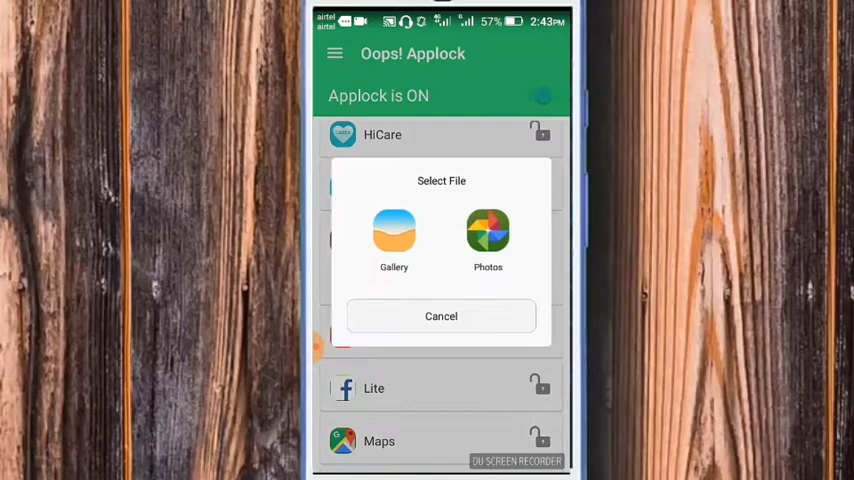 airtel
airtel
57% 2:43PM
Oops! Applock
Applock is ON
CARER
HiCare
Select File
Gallery
Photos
Cancel
Lite
Maps
DU SCREEN RECORDER